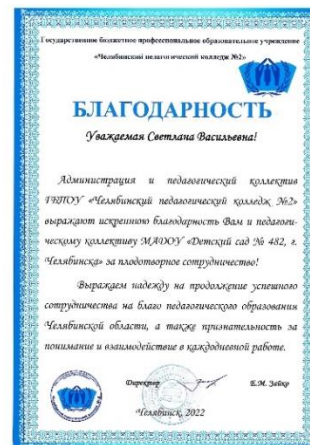 Государственное бюджетное профессиональное образовательное учреждение
«Челябинский педагогический колледж №2»
БЛАГОДАРНОСТЬ
Уважаемая Светлана Васильевна!
Администрация и педагогический коллектив
ГБПОУ «Челябинский педагогический колледж №2»
выражают искреннюю благодарность Вам и педагоги-
ческому коллективу МАДОУ «Детский сад № 482, г.
Челябинска» за плодотворное сотрудничество!
Выражаем надежду на продолжение успешного
сотрудничества на благо педагогического образования
Челябинской области, а также признательность за
понимание и взаимодействие в каждодневной работе.
Директор Е.М. Зейко
Челябинск, 2022